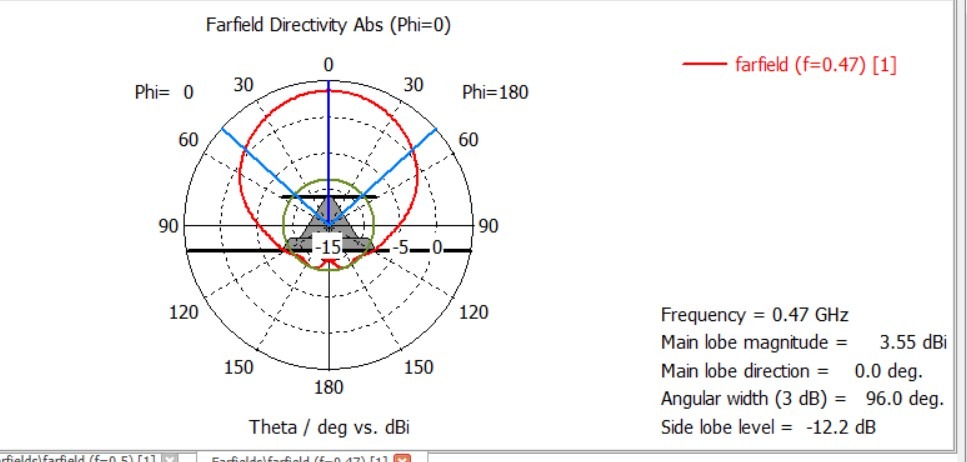 Farfield Directivity Abs (Phi=0)
farfield (f=0.47) [1]
0
Phi= 0
30
30
Phi=180
60
60
90
90
-15
-5
0
120
120
150
150
180
Theta / deg vs. dBi
Frequency = 0.47 GHz
Main lobe magnitude = 3.55 dBi
Main lobe direction = 0.0 deg.
Angular width (3 dB) = 96.0 deg.
Side lobe level = -12.2 dB
rfields\farfield (f=0.5) [1]
Farfields\farfield (f=0.47) [1]